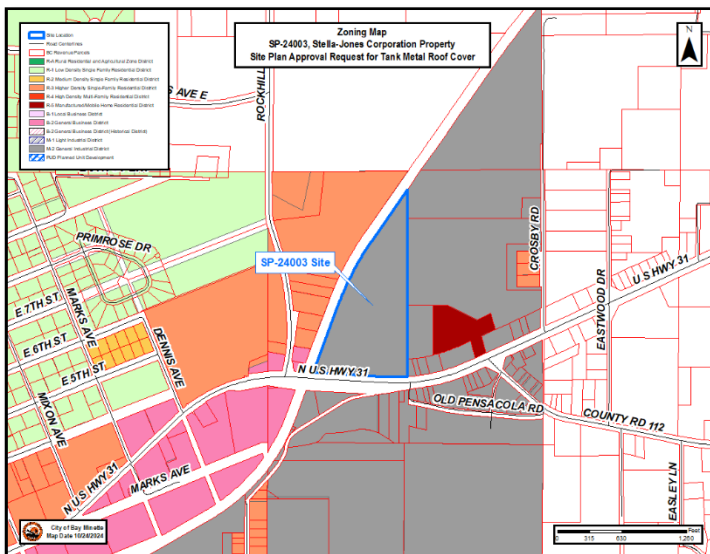 Zoning Map
SP-24003, Stella-Jones Corporation Property
Site Plan Approval Request for Tank Metal Roof Cover
N
Site Location
Road Centerlines
BC Revenue Parcels
R-A Rural Residential and Agricultural Zone District
R-1 Low Density Single Family Residential District
R-2 Medium Density Single Family Residential District
R-3 Higher Density Single-Family Residential District
R-4 High Density Multi-Family Residential District
R-5 Manufactured/Mobile Home Residential District
B-1 Local Business District
B-2 General Business District
B-3 General Business District (Historical District)
M-1 Light Industrial District
M-2 General Industrial District
PUD Planned Unit Development
AVE E
ROCKHILL
PRIMROSE DR
SP-24003 Site
CROSBY RD
EASTWOOD DR
U S HWY 31
E 7TH ST
MARKS AVE
E 6TH ST
DENNIS AVE
E 5TH ST
N U.S. HWY 31
MIXON AVE
OLD PENSACOLA RD
COUNTY RD 112
N U S HWY 31
MARKS AVE
EASLEY LN
City of Bay Minette
Map Date 10/24/2024
Feet
0 315 630 1,260